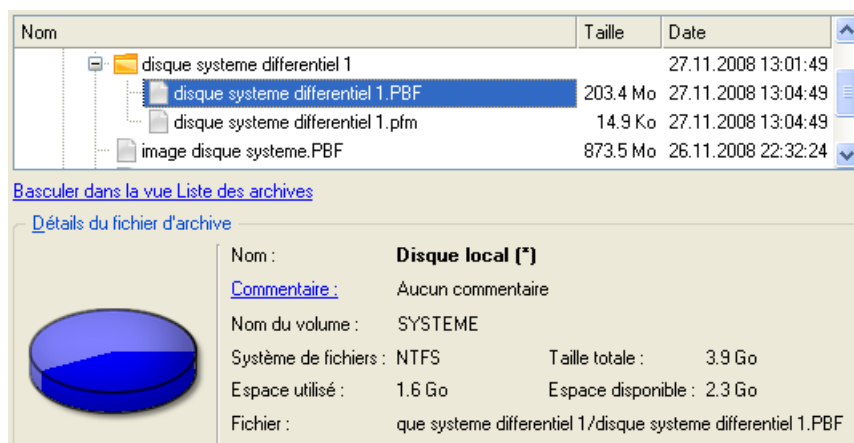 Nom Taille Date
disque systeme differentiel 1 27.11.2008 13:01:49
disque systeme differentiel 1.PBF 203.4 Mo 27.11.2008 13:04:49
disque systeme differentiel 1.pfm 14.9 Ko 27.11.2008 13:04:49
image disque systeme.PBF 873.5 Mo 26.11.2008 22:32:24
Basculer dans la vue Liste des archives
Détails du fichier d'archive
Nom : Disque local (*)
Commentaire : Aucun commentaire
Nom du volume : SYSTEME
Système de fichiers : NTFS Taille totale : 3.9 Go
Espace utilisé : 1.6 Go Espace disponible : 2.3 Go
Fichier : que systeme differentiel 1/disque systeme differentiel 1.PBF